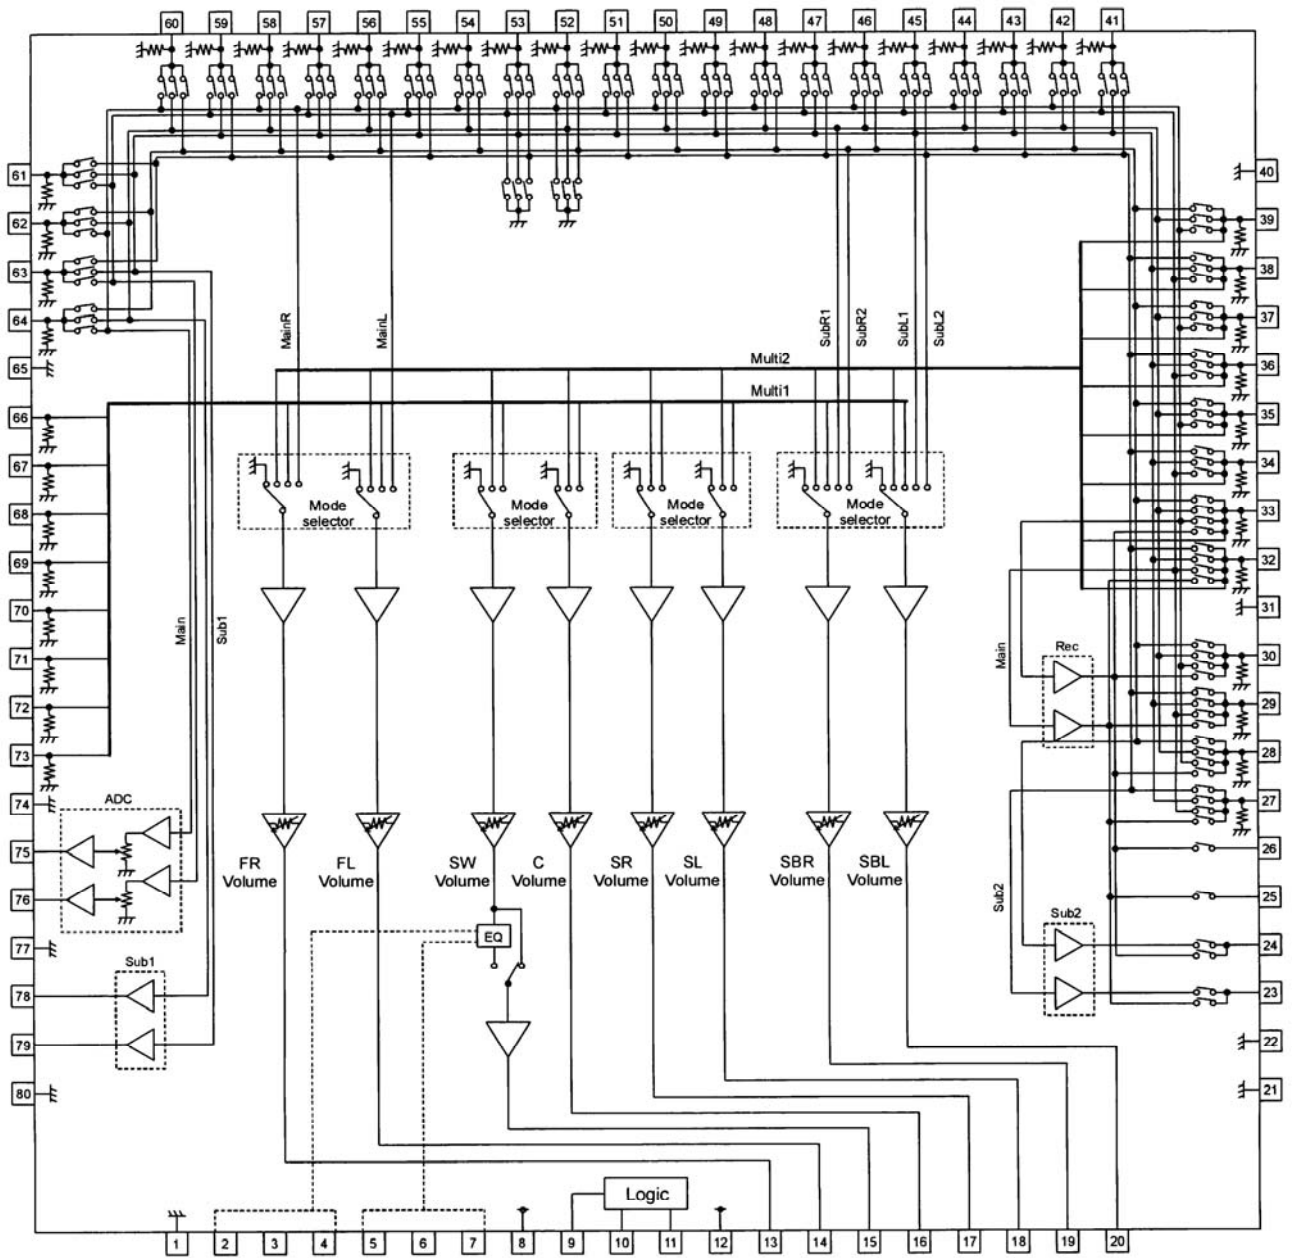 60 59 58 57 56 55 54 53 52 51 50 49 48 47 46 45 44 43 42 41
61
62
63
64
65
66
67
68
69
70
71
72
73
74
75
76
77
78
79
80
40
39
38
37
36
35
34
33
32
31
30
29
28
27
26
25
24
23
22
21
MainR
MainL
SubR1
SubR2
SubL1
SubL2
Multi2
Multi1
Mode
selector
Mode
selector
Mode
selector
Mode
selector
Main
Sub1
Main
Rec
ADC
FR
Volume
FL
Volume
SW
Volume
C
Volume
SR
Volume
SL
Volume
SBR
Volume
SBL
Volume
EQ
Sub2
Sub2
Sub1
Logic
1 2 3 4 5 6 7 8 9 10 11 12 13 14 15 16 17 18 19 20